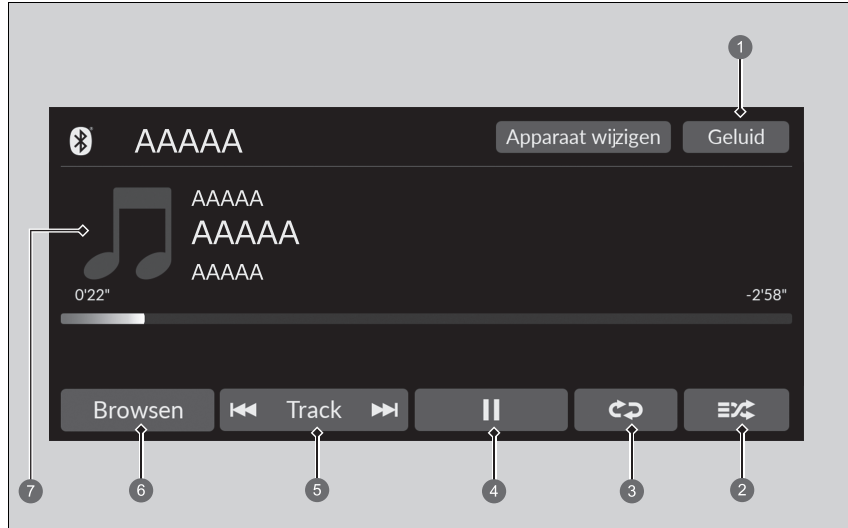 1
AAAAA
Apparaat wijzigen
Geluid
AAAAA
AAAAA
AAAAA
0'22"
-2'58"
Browsen
Track
7
6
5
4
3
2